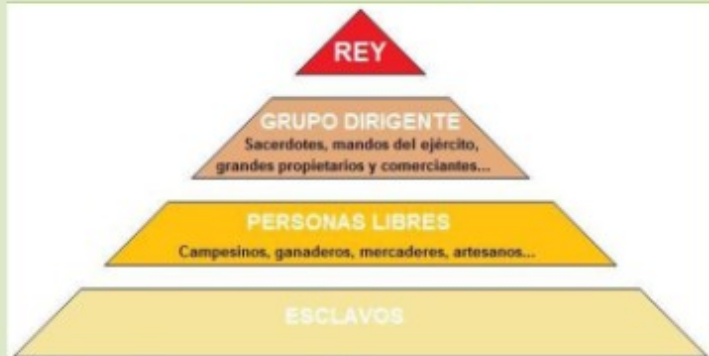 REY
GRUPO DIRIGENTE
Sacerdotes, mandos del ejército,
grandes propietarios y comerciantes...
PERSONAS LIBRES
Campesinos, ganaderos, mercaderes, artesanos...
ESCLAVOS